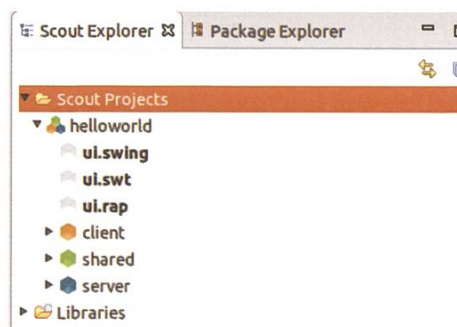 Scout Explorer Package Explorer
Scout Projects
helloworld
ui.swing
ui.swt
ui.rap
client
shared
server
Libraries